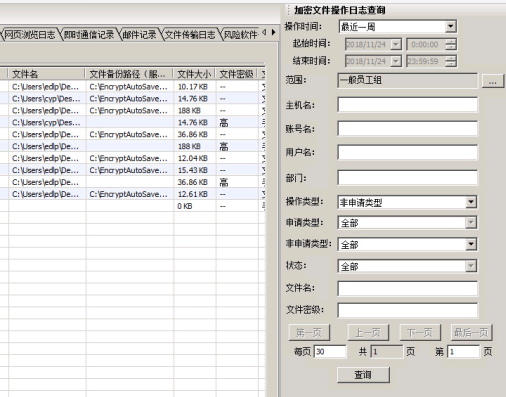 网页浏览日志 即时通信记录 邮件记录 文件传输日志 风险软件
文件名 文件备份路径（服... 文件大小 文件密级
C:\Users\edp\De... C:\EncryptAutoSave... 10.17 KB --
C:\Users\cyp\Des... C:\EncryptAutoSave... 14.76 KB --
C:\Users\edp\De... C:\EncryptAutoSave... 188 KB --
C:\Users\cyp\Des... 14.76 KB 高
C:\Users\edp\De... C:\EncryptAutoSave... 36.86 KB --
C:\Users\edp\De... 188 KB 高
C:\Users\edp\De... C:\EncryptAutoSave... 12.04 KB --
C:\Users\edp\De... C:\EncryptAutoSave... 15.43 KB --
C:\Users\edp\De... 36.86 KB 高
C:\Users\edp\De... C:\EncryptAutoSave... 12.61 KB --
0 KB --
加密文件操作日志查询
操作时间: 最近一周
起始时间: 2018/11/24 0:00:00
结束时间: 2018/11/24 23:59:59
范围: 一般员工组 ...
主机名:
账号名:
用户名:
部门:
操作类型: 非申请类型
申请类型: 全部
非申请类型: 全部
状态: 全部
文件名:
文件密级:
第一页 上一页 下一页 最后一页
每页 30 共 1 页 第 1 页
查询